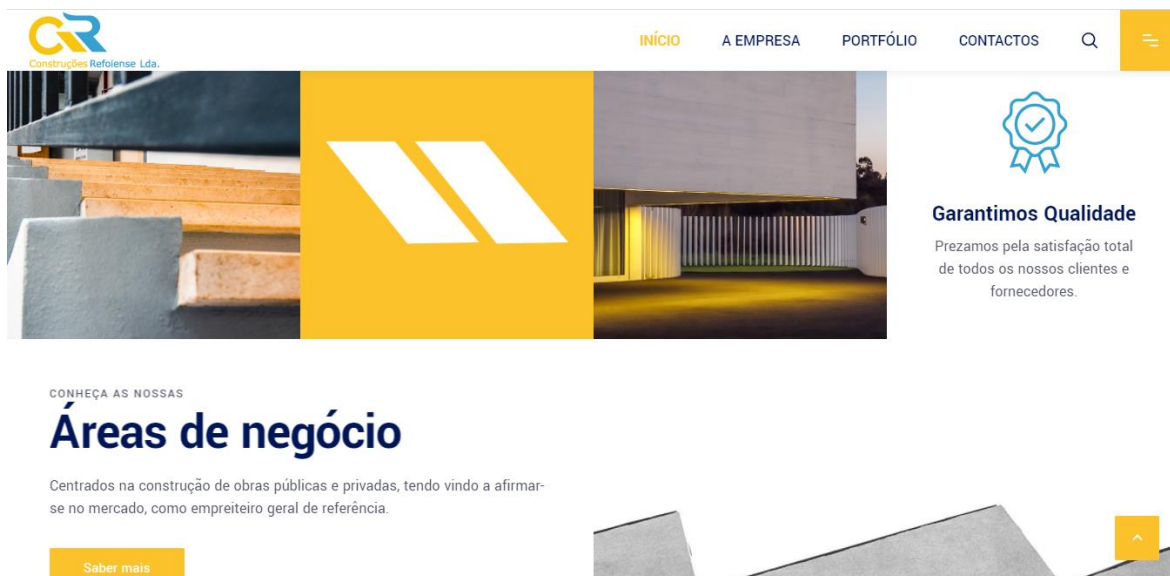 CR
Construções Refoiense Lda.
INÍCIO A EMPRESA PORTFÓLIO CONTACTOS
Garantimos Qualidade
Prezamos pela satisfação total
de todos os nossos clientes e
fornecedores.
CONHEÇA AS NOSSAS
Áreas de negócio
Centrados na construção de obras públicas e privadas, tendo vindo a afirmar-
se no mercado, como empreiteiro geral de referência.
Saber mais